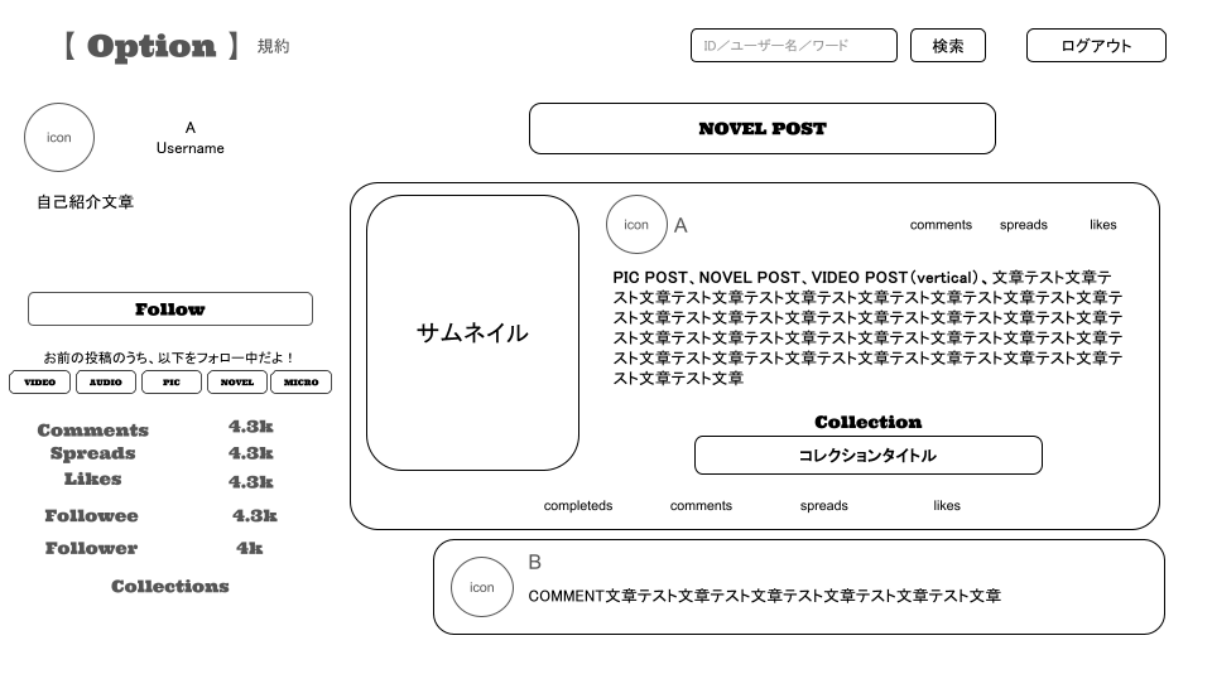 【 Option 】 規約
ID／ユーザー名／ワード
検索
ログアウト
icon
A
Username
自己紹介文章
Follow
お前の投稿のうち、以下をフォロー中だよ！
VIDEO AUDIO PIC NOVEL MICRO
Comments 4.3k
Spreads 4.3k
Likes 4.3k
Followee 4.3k
Follower 4k
Collections
NOVEL POST
サムネイル
icon A
comments spreads likes
PIC POST、NOVEL POST、VIDEO POST（vertical）、文章テスト文章テ
スト文章テスト文章テスト文章テスト文章テスト文章テスト文章テスト文章テ
スト文章テスト文章テスト文章テスト文章テスト文章テスト文章テスト文章テ
スト文章テスト文章テスト文章テスト文章テスト文章テスト文章テスト文章テ
スト文章テスト文章テスト文章テスト文章テスト文章テスト文章テスト文章テ
スト文章テスト文章
Collection
コレクションタイトル
completeds comments spreads likes
icon
B
COMMENT文章テスト文章テスト文章テスト文章テスト文章テスト文章